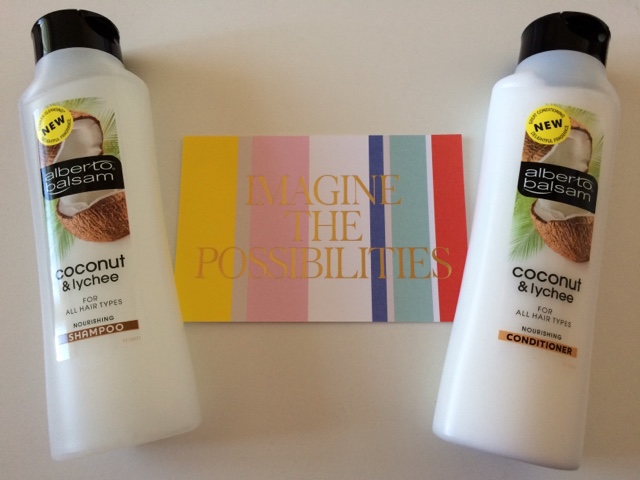 NEW
alberto
balsam
coconut
& lychee
FOR
ALL HAIR TYPES
NOURISHING
SHAMPOO
IMAGINE
THE
POSSIBILITIES
NEW
alberto
balsam
coconut
& lychee
FOR
ALL HAIR TYPES
NOURISHING
CONDITIONER